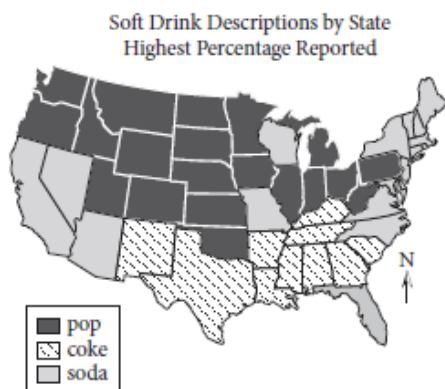 Soft Drink Descriptions by State
Highest Percentage Reported
N
pop
coke
soda